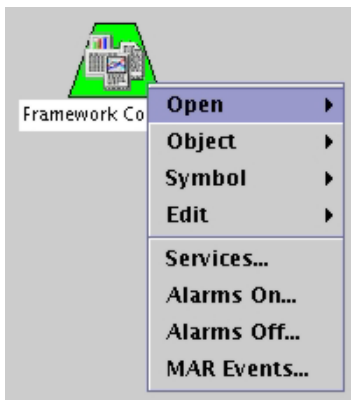 Framework Co
Open
Object
Symbol
Edit
Services...
Alarms On...
Alarms Off...
MAR Events...